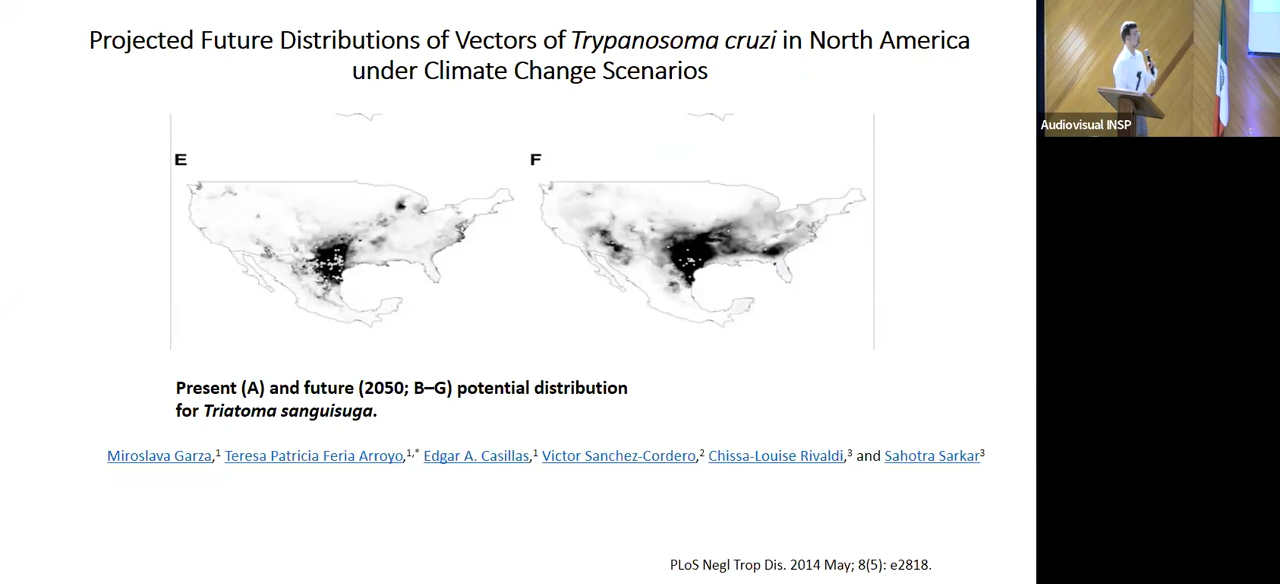 Projected Future Distributions of Vectors of Trypanosoma cruzi in North America
under Climate Change Scenarios
Audiovisual INSP
E
F
Present (A) and future (2050; B–G) potential distribution
for Triatoma sanguisuga.
Miroslava Garza,1 Teresa Patricia Feria Arroyo,1,* Edgar A. Casillas,1 Victor Sanchez-Cordero,2 Chissa-Louise Rivaldi,3 and Sahotra Sarkar3
PLoS Negl Trop Dis. 2014 May; 8(5): e2818.